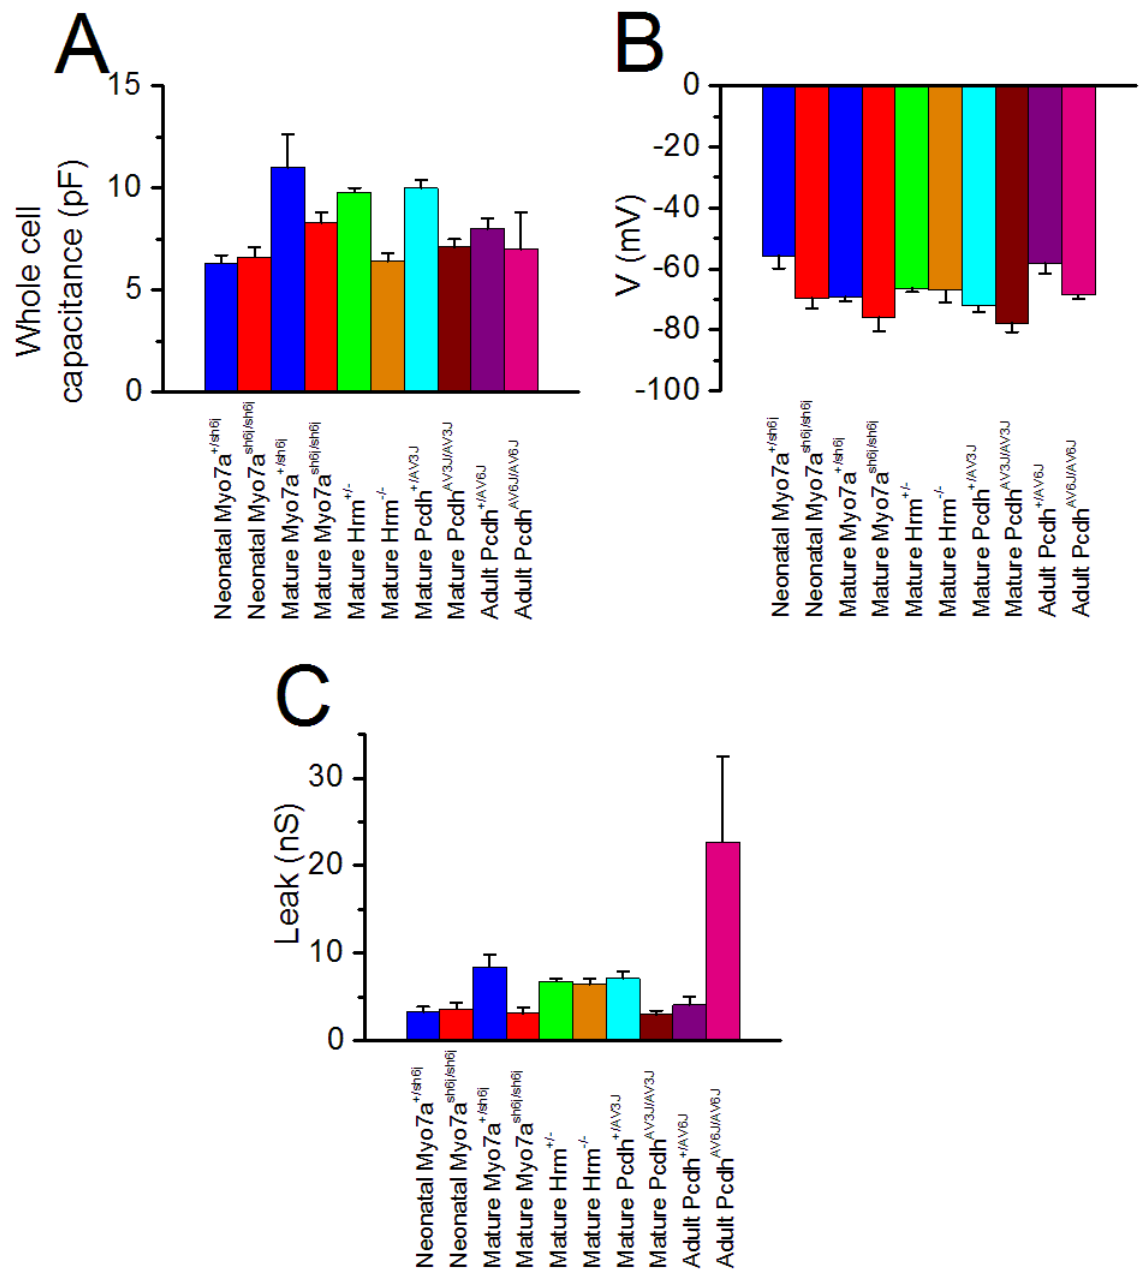 A
15
10
5
0
Whole cell
capacitance (pF)
Neonatal Myo7a+/sh6j
Neonatal Myo7ash6j/sh6j
Mature Myo7a+/sh6j
Mature Myo7ash6j/sh6j
Mature Hrm+/-
Mature Hrm-/-
Mature Pcdh+/AV3J
Mature PcdhAV3J/AV3J
Adult Pcdh+/AV6J
Adult PcdhAV6J/AV6J
B
0
-20
-40
-60
-80
-100
V (mV)
Neonatal Myo7a+/sh6j
Neonatal Myo7ash6j/sh6j
Mature Myo7a+/sh6j
Mature Myo7ash6j/sh6j
Mature Hrm+/-
Mature Hrm-/-
Mature Pcdh+/AV3J
Mature PcdhAV3J/AV3J
Adult Pcdh+/AV6J
Adult PcdhAV6J/AV6J
C
30
20
10
0
Leak (nS)
Neonatal Myo7a+/sh6j
Neonatal Myo7ash6j/sh6j
Mature Myo7a+/sh6j
Mature Myo7ash6j/sh6j
Mature Hrm+/-
Mature Hrm-/-
Mature Pcdh+/AV3J
Mature PcdhAV3J/AV3J
Adult Pcdh+/AV6J
Adult PcdhAV6J/AV6J